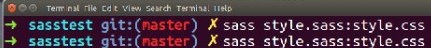 Terminal File Edit View Search Terminal Help
➜ sasstest git:(master) ✗ sass style.sass:style.css
➜ sasstest git:(master) ✗ sass style.sass:style.css